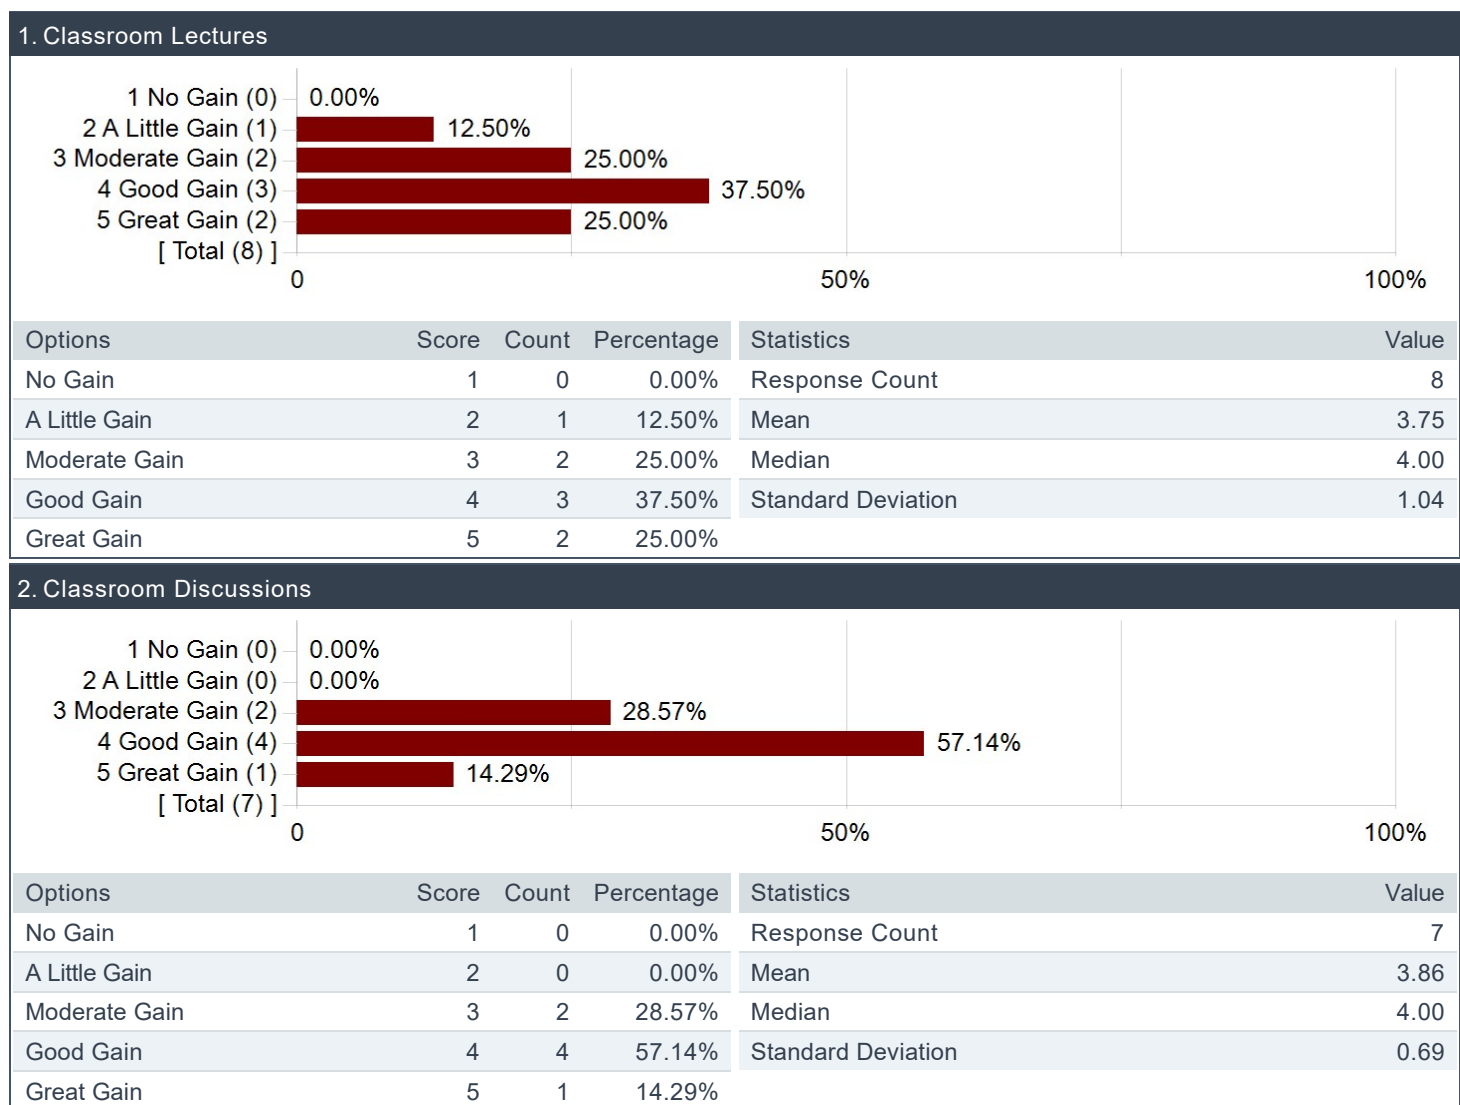 1. Classroom Lectures
1 No Gain (0) 0.00%
2 A Little Gain (1) 12.50%
3 Moderate Gain (2) 25.00%
4 Good Gain (3) 37.50%
5 Great Gain (2) 25.00%
[ Total (8) ]
0 50% 100%
Options Score Count Percentage Statistics Value
No Gain 1 0 0.00% Response Count 8
A Little Gain 2 1 12.50% Mean 3.75
Moderate Gain 3 2 25.00% Median 4.00
Good Gain 4 3 37.50% Standard Deviation 1.04
Great Gain 5 2 25.00%
2. Classroom Discussions
1 No Gain (0) 0.00%
2 A Little Gain (0) 0.00%
3 Moderate Gain (2) 28.57%
4 Good Gain (4) 57.14%
5 Great Gain (1) 14.29%
[ Total (7) ]
0 50% 100%
Options Score Count Percentage Statistics Value
No Gain 1 0 0.00% Response Count 7
A Little Gain 2 0 0.00% Mean 3.86
Moderate Gain 3 2 28.57% Median 4.00
Good Gain 4 4 57.14% Standard Deviation 0.69
Great Gain 5 1 14.29%